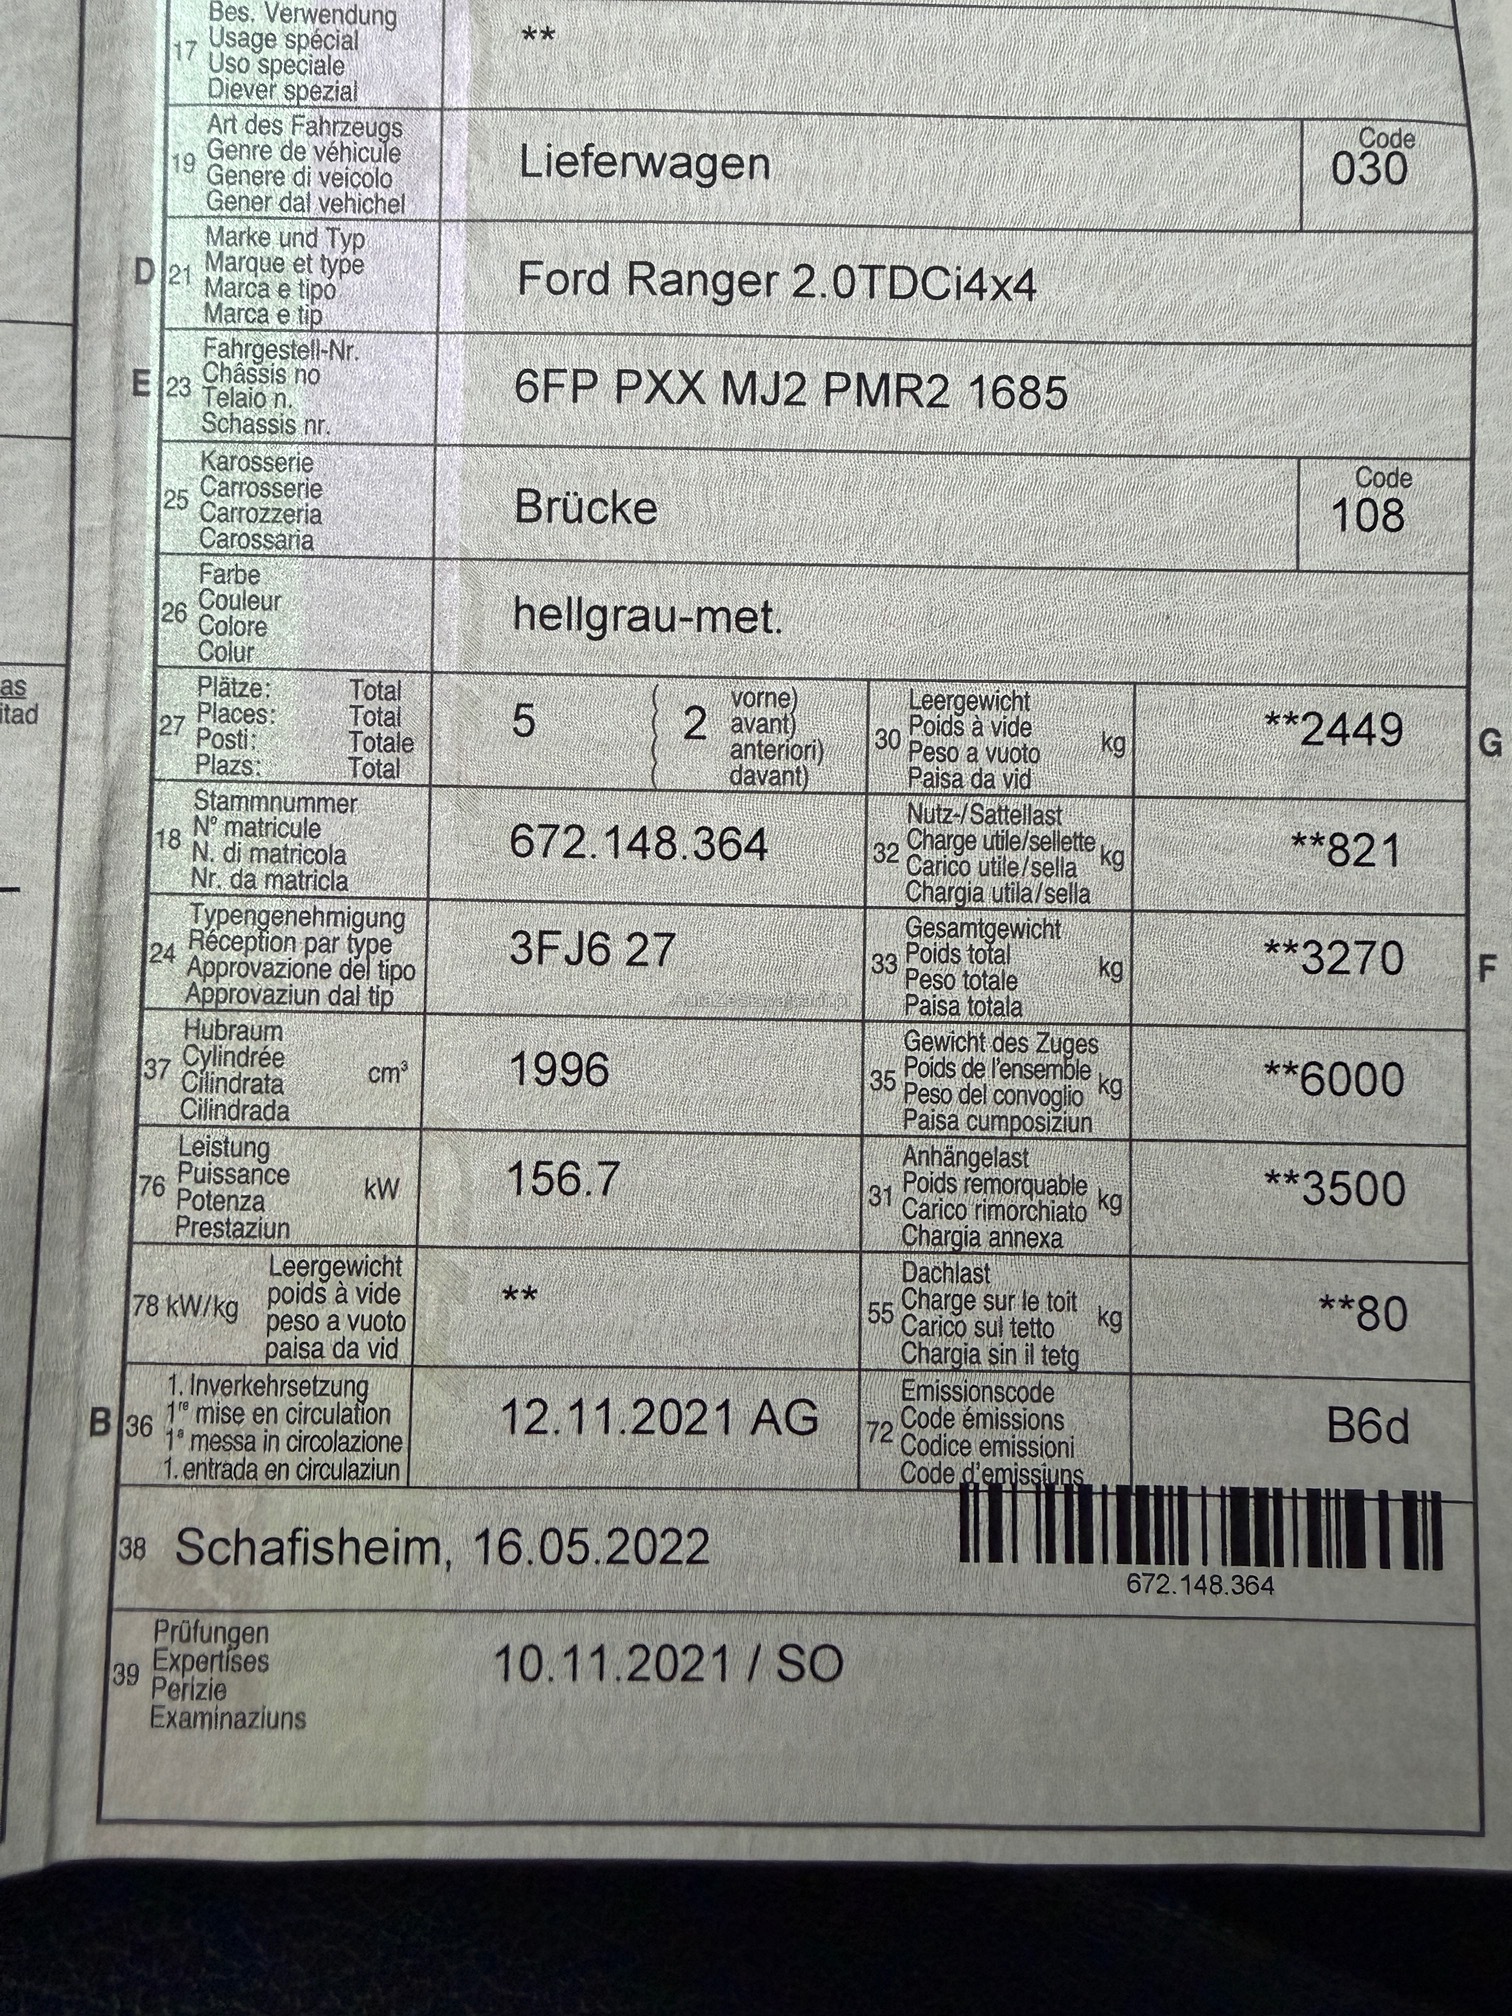 Bes. Verwendung
17 Usage spécial **
Uso speciale
Diever spezial
Art des Fahrzeugs Code
19 Genre de véhicule Lieferwagen 030
Genere di veicolo
Gener dal vehichel
Marke und Typ
D 21 Marque et type Ford Ranger 2.0TDCi4x4
Marca e tipo
Marca e tip
Fahrgestell-Nr.
E 23 Châssis no 6FP PXX MJ2 PMR2 1685
Telaio n.
Schassis nr.
Karosserie Code
25 Carrosserie Brücke 108
Carrozzeria
Carossaria
Farbe
26 Couleur hellgrau-met.
Colore
Colur
Plätze: Total vorne) Leergewicht
27 Places: Total 5 ( 2 avant) 30 Poids à vide kg **2449 G
Posti: Totale anteriori) Peso a vuoto
Plazs: Total davant) Paisa da vid
Stammnummer Nutz-/Sattellast
18 N° matricule 672.148.364 32 Charge utile/sellette kg **821
N. di matricola Carico utile/sella
Nr. da matricla Chargia utila/sella
Typengenehmigung Gesamtgewicht
24 Réception par type 3FJ6 27 33 Poids total kg **3270 F
Approvazione del tipo Peso totale
Approvaziun dal tip Paisa totala
Hubraum Gewicht des Zuges
37 Cylindrée cm³ 1996 35 Poids de l'ensemble kg **6000
Cilindrata Peso del convoglio
Cilindrada Paisa cumposiziun
Leistung Anhängelast
76 Puissance kW 156.7 31 Poids remorquable kg **3500
Potenza Carico rimorchiato
Prestaziun Chargia annexa
Leergewicht Dachlast
78 kW/kg poids à vide ** 55 Charge sur le toit kg **80
peso a vuoto Carico sul tetto
paisa da vid Chargia sin il tetg
1. Inverkehrsetzung Emissionscode
B 36 1re mise en circulation 12.11.2021 AG 72 Code émissions B6d
1a messa in circolazione Codice emissioni
1. entrada en circulaziun Code d'emissiuns
38 Schafisheim, 16.05.2022
672.148.364
Prüfungen
39 Expertises 10.11.2021 / SO
Perizie
Examinaziuns
as
itad